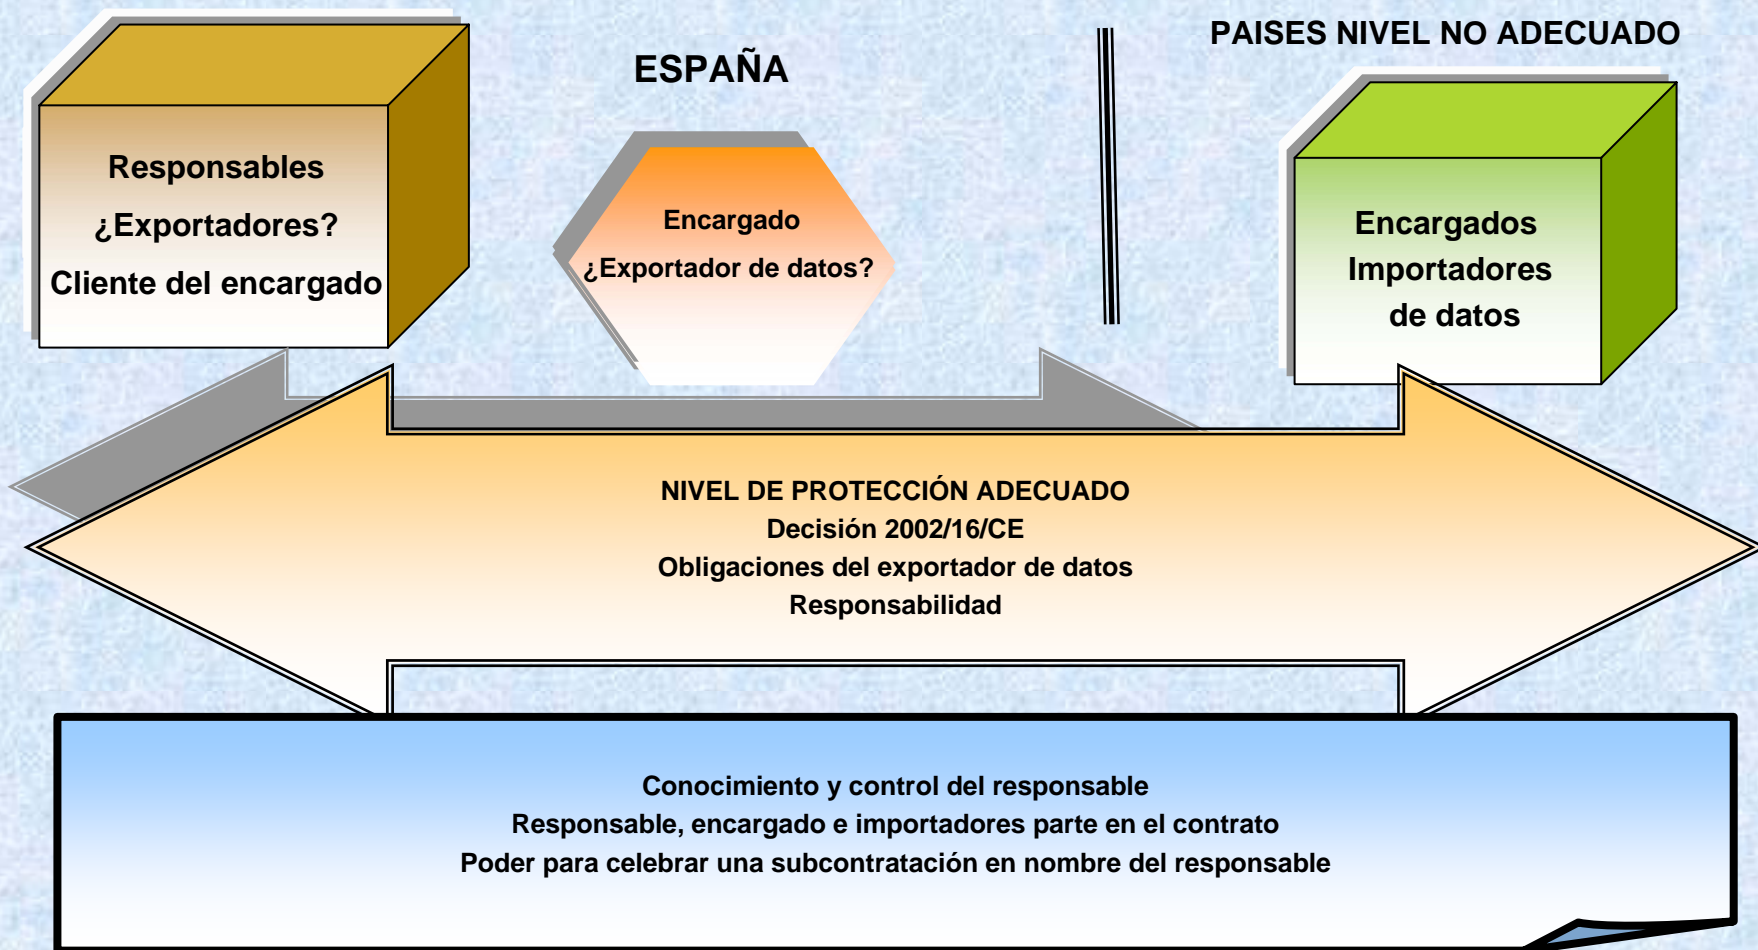 PAISES NIVEL NO ADECUADO
ESPAÑA
Responsables
¿Exportadores?
Cliente del encargado
Encargado
¿Exportador de datos?
Encargados
Importadores
de datos
NIVEL DE PROTECCIÓN ADECUADO
Decisión 2002/16/CE
Obligaciones del exportador de datos
Responsabilidad
Conocimiento y control del responsable
Responsable, encargado e importadores parte en el contrato
Poder para celebrar una subcontratación en nombre del responsable